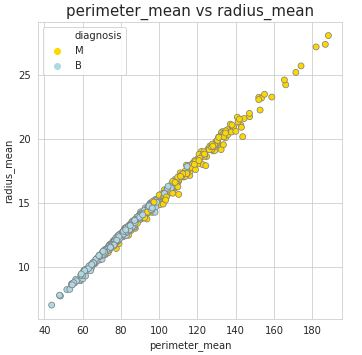 perimeter_mean vs radius_mean
diagnosis
M
B
radius_mean
25
20
15
10
40 60 80 100 120 140 160 180
perimeter_mean